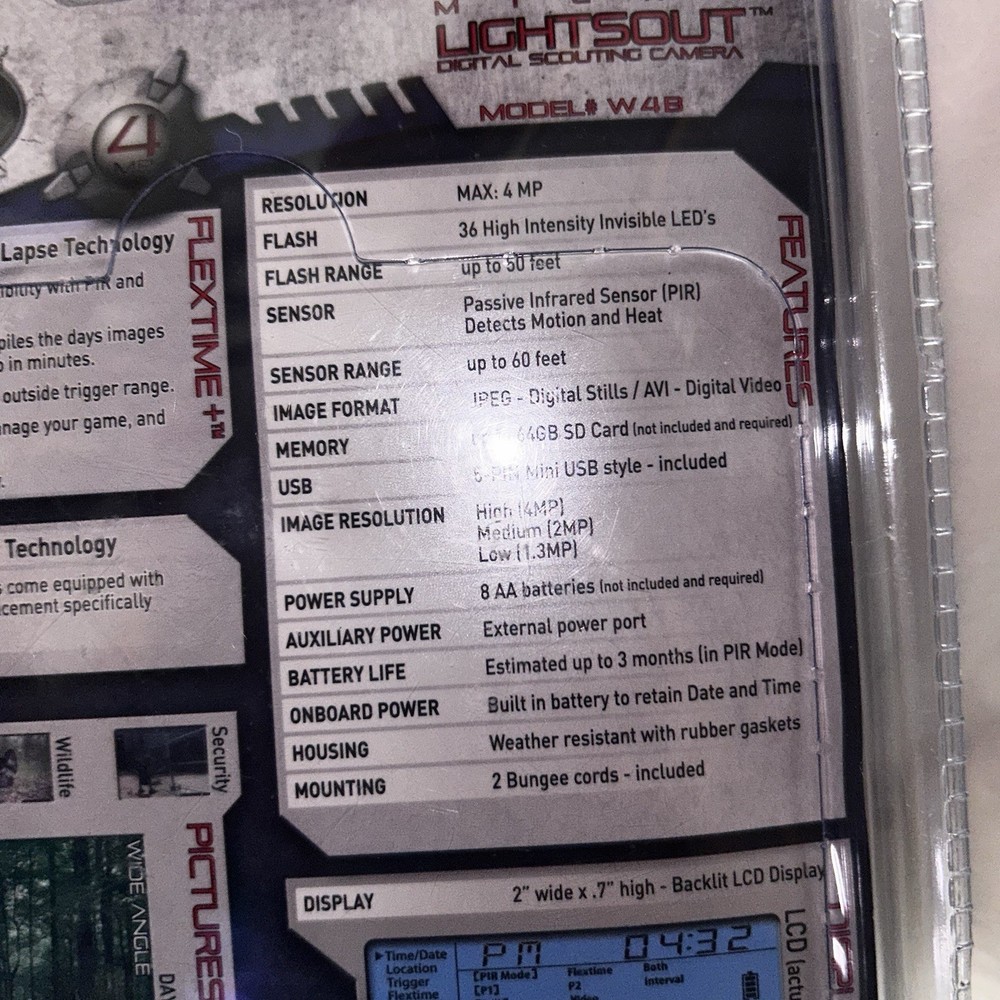 LIGHTSOUT™
DIGITAL SCOUTING CAMERA
MODEL# W4B
4
MP
Lapse Technology
and
piles the days images
in minutes.
outside trigger range.
your game, and
FLEXTIME +™
Technology
come equipped with
specifically
RESOLUTION MAX: 4 MP
FLASH 36 High Intensity Invisible LED's
FLASH RANGE up to 50 feet
SENSOR Passive Infrared Sensor (PIR)
Detects Motion and Heat
SENSOR RANGE up to 60 feet
IMAGE FORMAT JPEG - Digital Stills / AVI - Digital Video
MEMORY 64GB SD Card (not included and required)
USB Mini USB style - included
IMAGE RESOLUTION High (4MP)
Medium (2MP)
Low (1.3MP)
POWER SUPPLY 8 AA batteries (not included and required)
AUXILIARY POWER External power port
BATTERY LIFE Estimated up to 3 months (in PIR Mode)
ONBOARD POWER Built in battery to retain Date and Time
HOUSING Weather resistant with rubber gaskets
MOUNTING 2 Bungee cords - included
FEATURES
Wildlife
Security
PICTURES
WIDE ANGLE
DISPLAY 2" wide x .7" high - Backlit LCD Display
LCD
Time/Date PM 04:32
Location [PIR Mode] Flextime Both
Trigger [P1] P2 Interval
Flextime